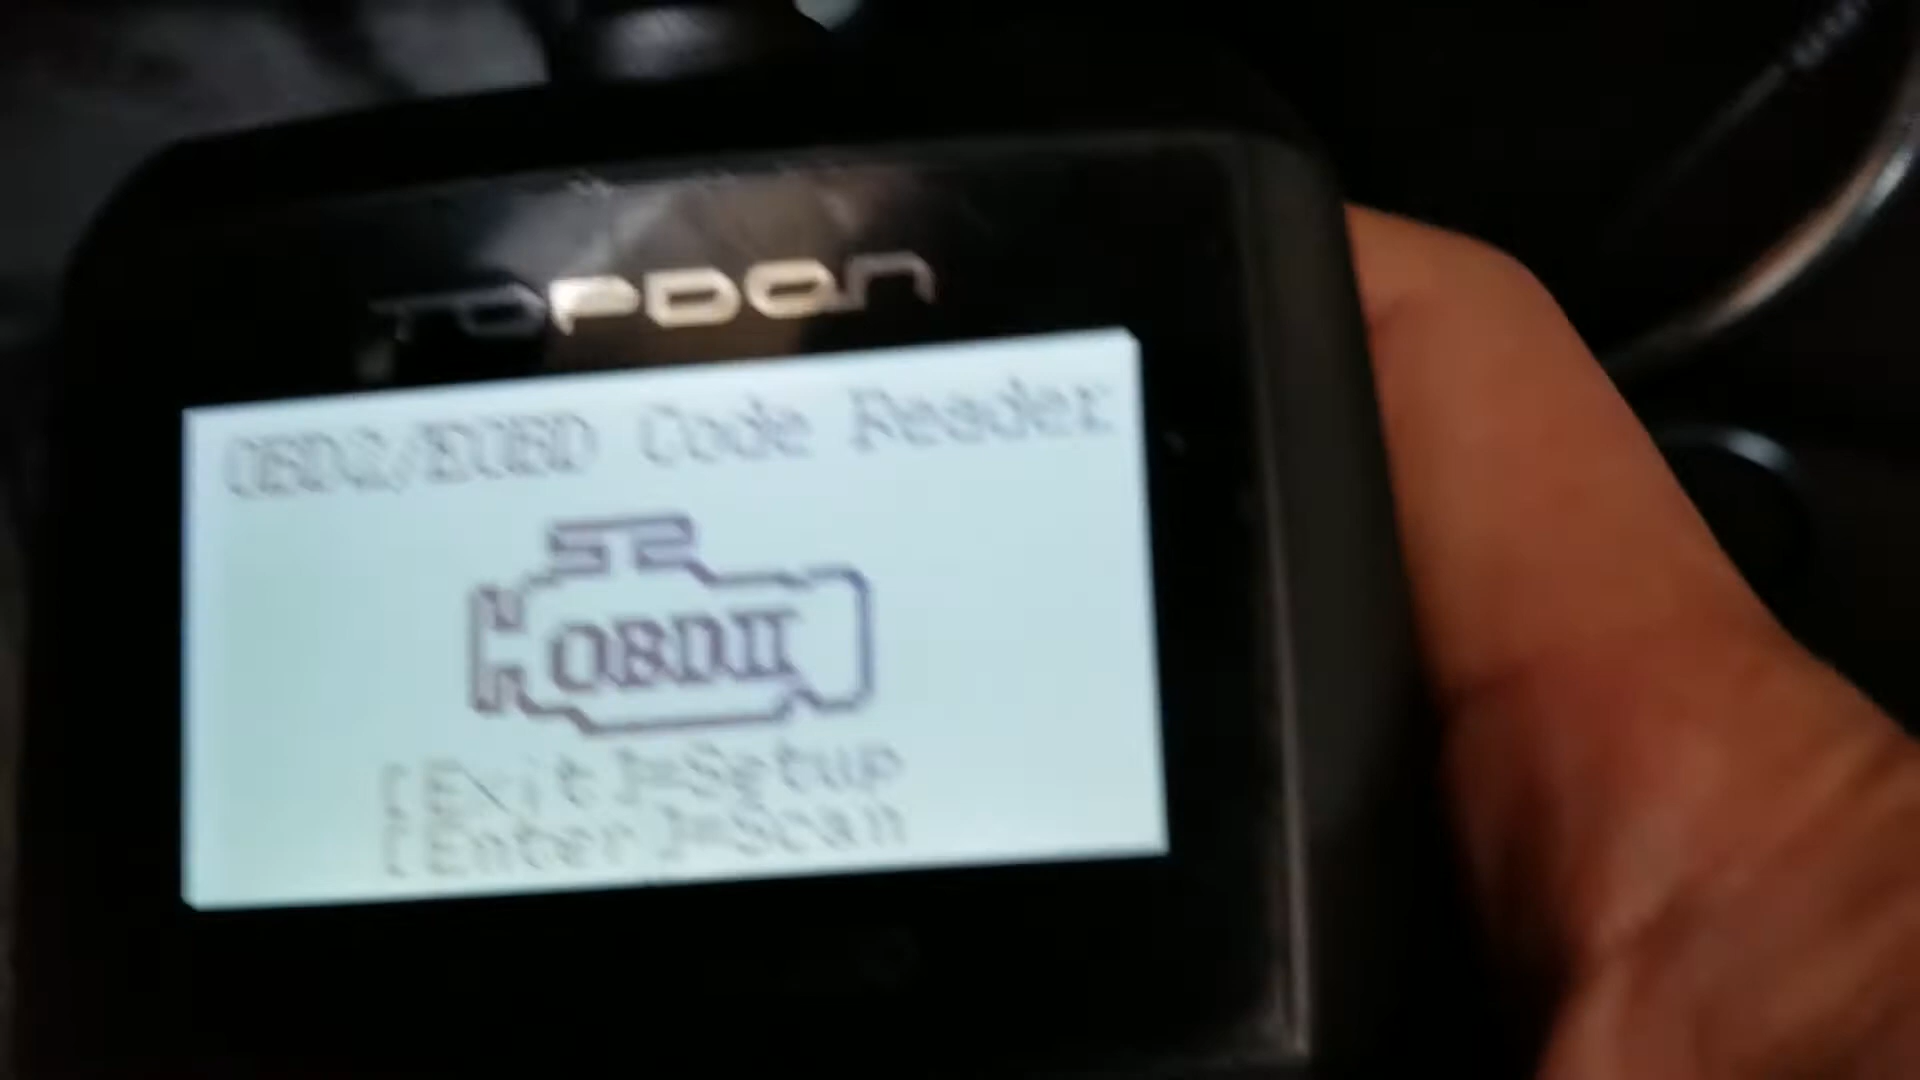 TOPDON
OBD2/EOBD Code Reader
OBDII
[Exit]=Setup
[Enter]=Scan